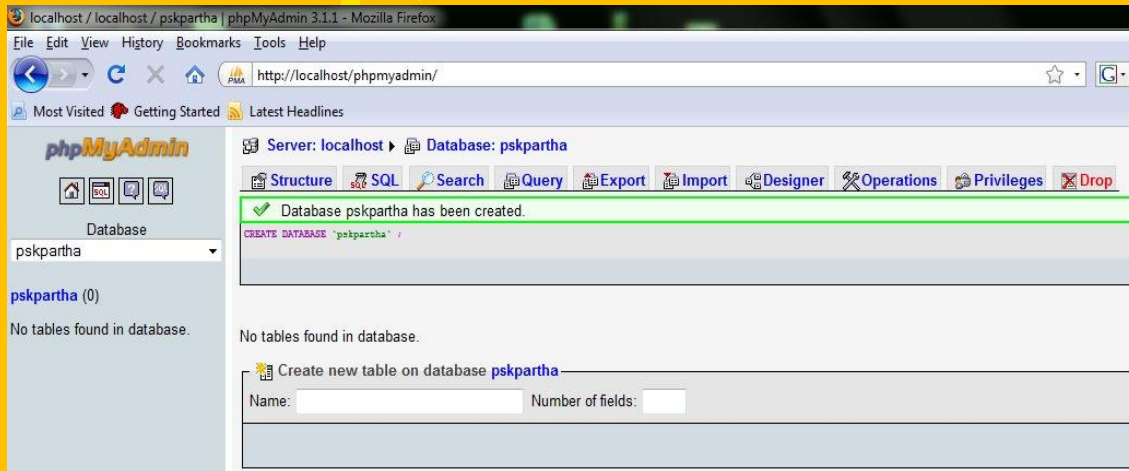 localhost / localhost / pskpartha | phpMyAdmin 3.1.1 - Mozilla Firefox
File Edit View History Bookmarks Tools Help
PMA http://localhost/phpmyadmin/ G
Most Visited Getting Started Latest Headlines
phpMyAdmin
SQL ? SQL
Database
pskpartha
pskpartha (0)
No tables found in database.
Server: localhost Database: pskpartha
Structure SQL Search Query Export Import Designer Operations Privileges Drop
Database pskpartha has been created.
CREATE DATABASE `pskpartha` ;
No tables found in database.
Create new table on database pskpartha
Name: Number of fields: